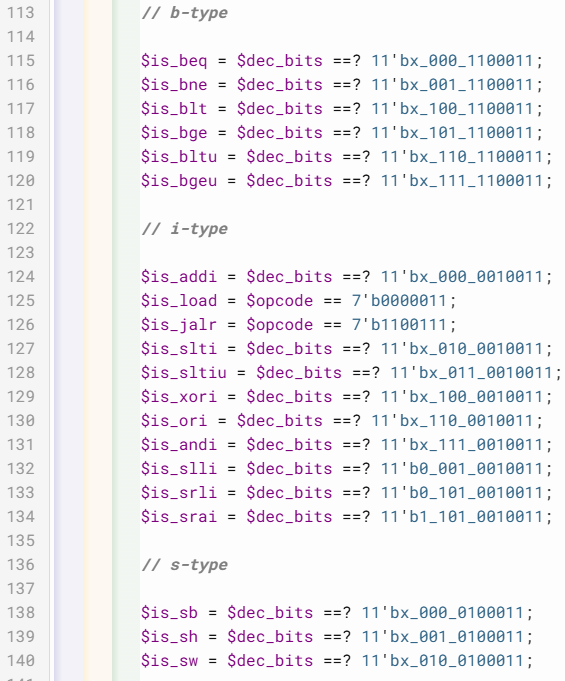 113 // b-type
114
115 $is_beq = $dec_bits ==? 11'bx_000_1100011;
116 $is_bne = $dec_bits ==? 11'bx_001_1100011;
117 $is_blt = $dec_bits ==? 11'bx_100_1100011;
118 $is_bge = $dec_bits ==? 11'bx_101_1100011;
119 $is_bltu = $dec_bits ==? 11'bx_110_1100011;
120 $is_bgeu = $dec_bits ==? 11'bx_111_1100011;
121
122 // i-type
123
124 $is_addi = $dec_bits ==? 11'bx_000_0010011;
125 $is_load = $opcode == 7'b0000011;
126 $is_jalr = $opcode == 7'b1100111;
127 $is_slti = $dec_bits ==? 11'bx_010_0010011;
128 $is_sltiu = $dec_bits ==? 11'bx_011_0010011;
129 $is_xori = $dec_bits ==? 11'bx_100_0010011;
130 $is_ori = $dec_bits ==? 11'bx_110_0010011;
131 $is_andi = $dec_bits ==? 11'bx_111_0010011;
132 $is_slli = $dec_bits ==? 11'b0_001_0010011;
133 $is_srli = $dec_bits ==? 11'b0_101_0010011;
134 $is_srai = $dec_bits ==? 11'b1_101_0010011;
135
136 // s-type
137
138 $is_sb = $dec_bits ==? 11'bx_000_0100011;
139 $is_sh = $dec_bits ==? 11'bx_001_0100011;
140 $is_sw = $dec_bits ==? 11'bx_010_0100011;